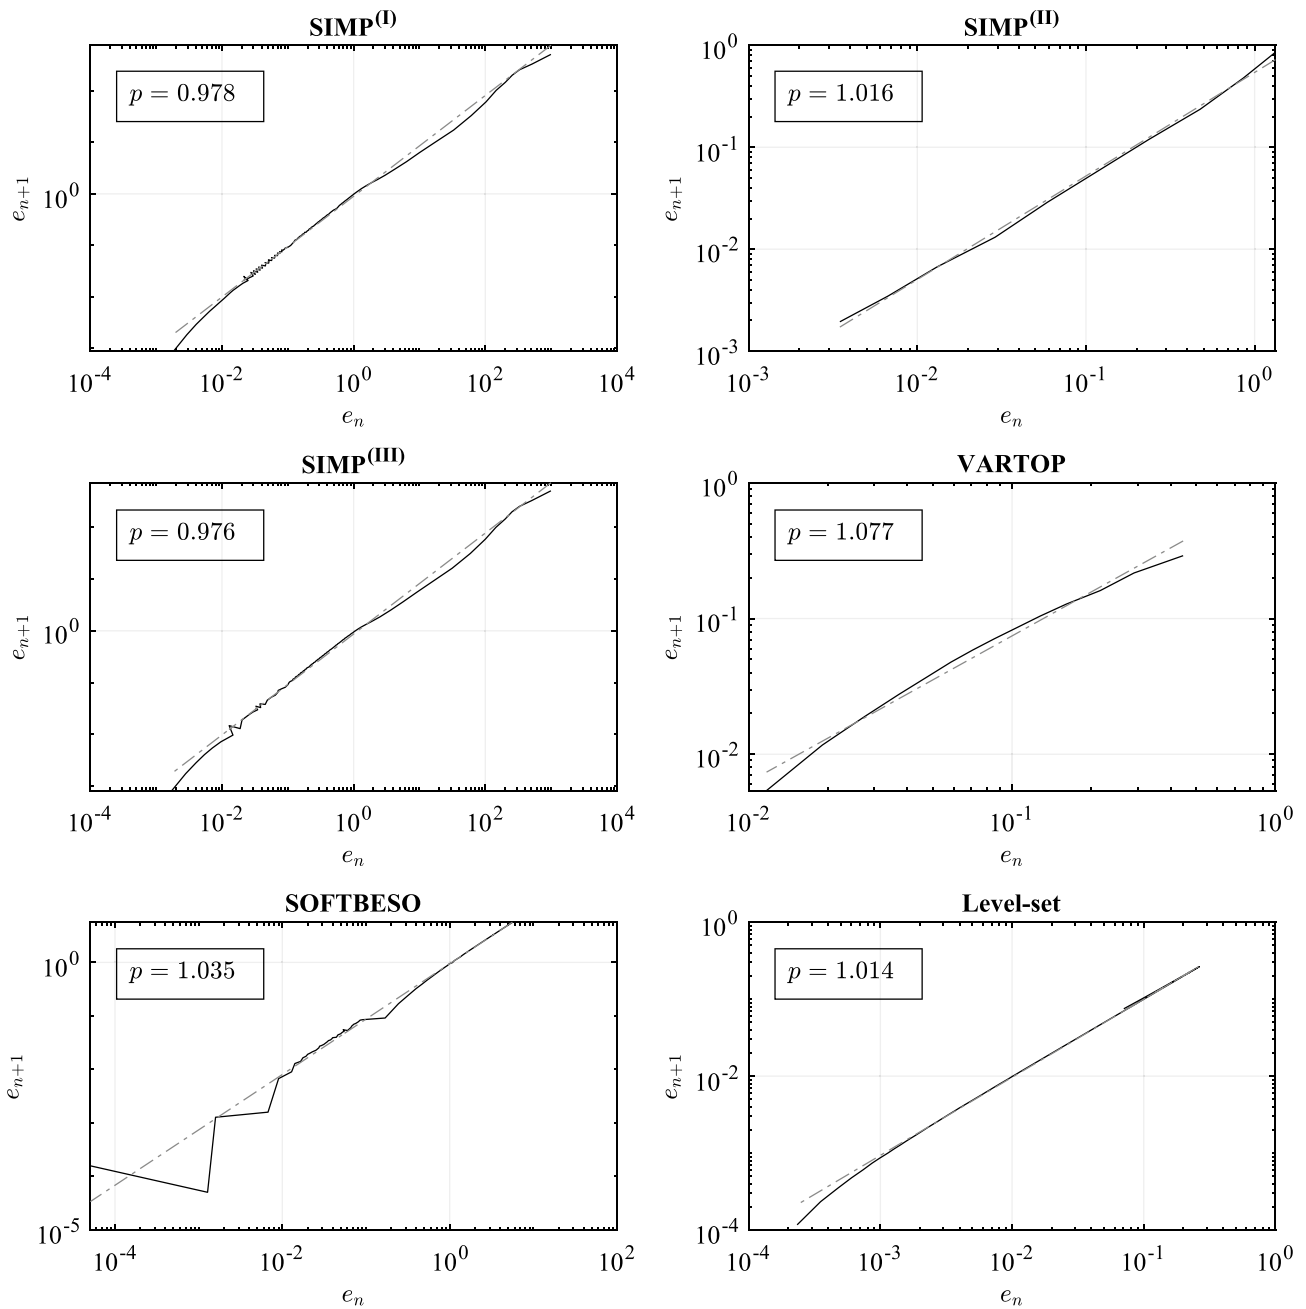 SIMP^(I)
p = 0.978
10^0
e_{n+1}
10^-4 10^-2 10^0 10^2 10^4
e_n
SIMP^(II)
p = 1.016
10^0
10^-1
10^-2
10^-3
e_{n+1}
10^-3 10^-2 10^-1 10^0
e_n
SIMP^(III)
p = 0.976
10^0
e_{n+1}
10^-4 10^-2 10^0 10^2 10^4
e_n
VARTOP
p = 1.077
10^0
10^-1
10^-2
e_{n+1}
10^-2 10^-1 10^0
e_n
SOFTBESO
p = 1.035
10^0
10^-5
e_{n+1}
10^-4 10^-2 10^0 10^2
e_n
Level-set
p = 1.014
10^0
10^-2
10^-4
e_{n+1}
10^-4 10^-3 10^-2 10^-1 10^0
e_n